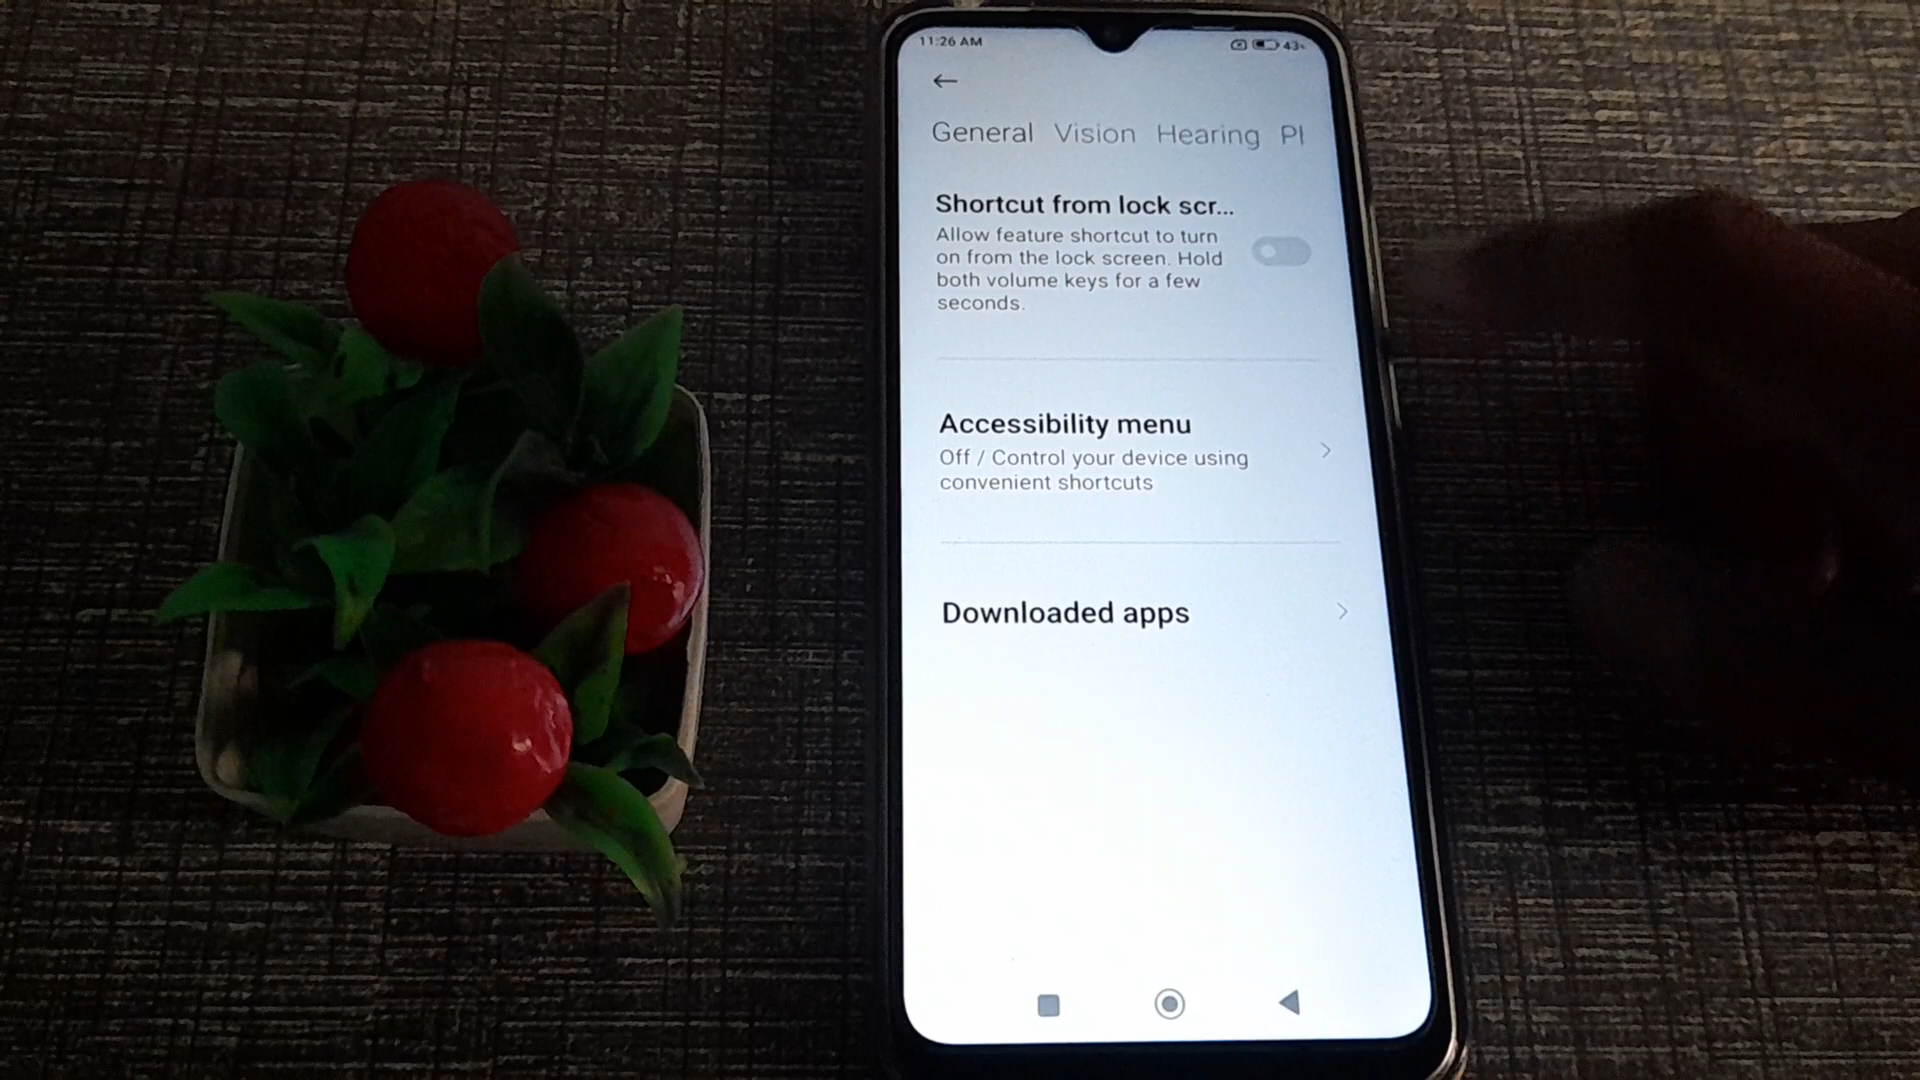 11:26 AM 43%
General Vision Hearing Pl
Shortcut from lock scr...
Allow feature shortcut to turn
on from the lock screen. Hold
both volume keys for a few
seconds.
Accessibility menu
Off / Control your device using
convenient shortcuts
Downloaded apps